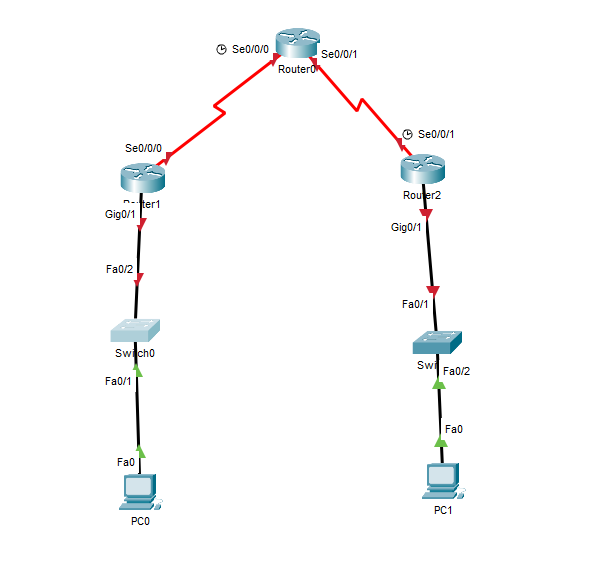 Se0/0/0
Se0/0/1
Router0
Se0/0/1
Se0/0/0
Router2
Gig0/1
Gig0/1
Fa0/2
Fa0/1
Switch0
Fa0/1
Fa0/2
Fa0
Fa0
PC0
PC1